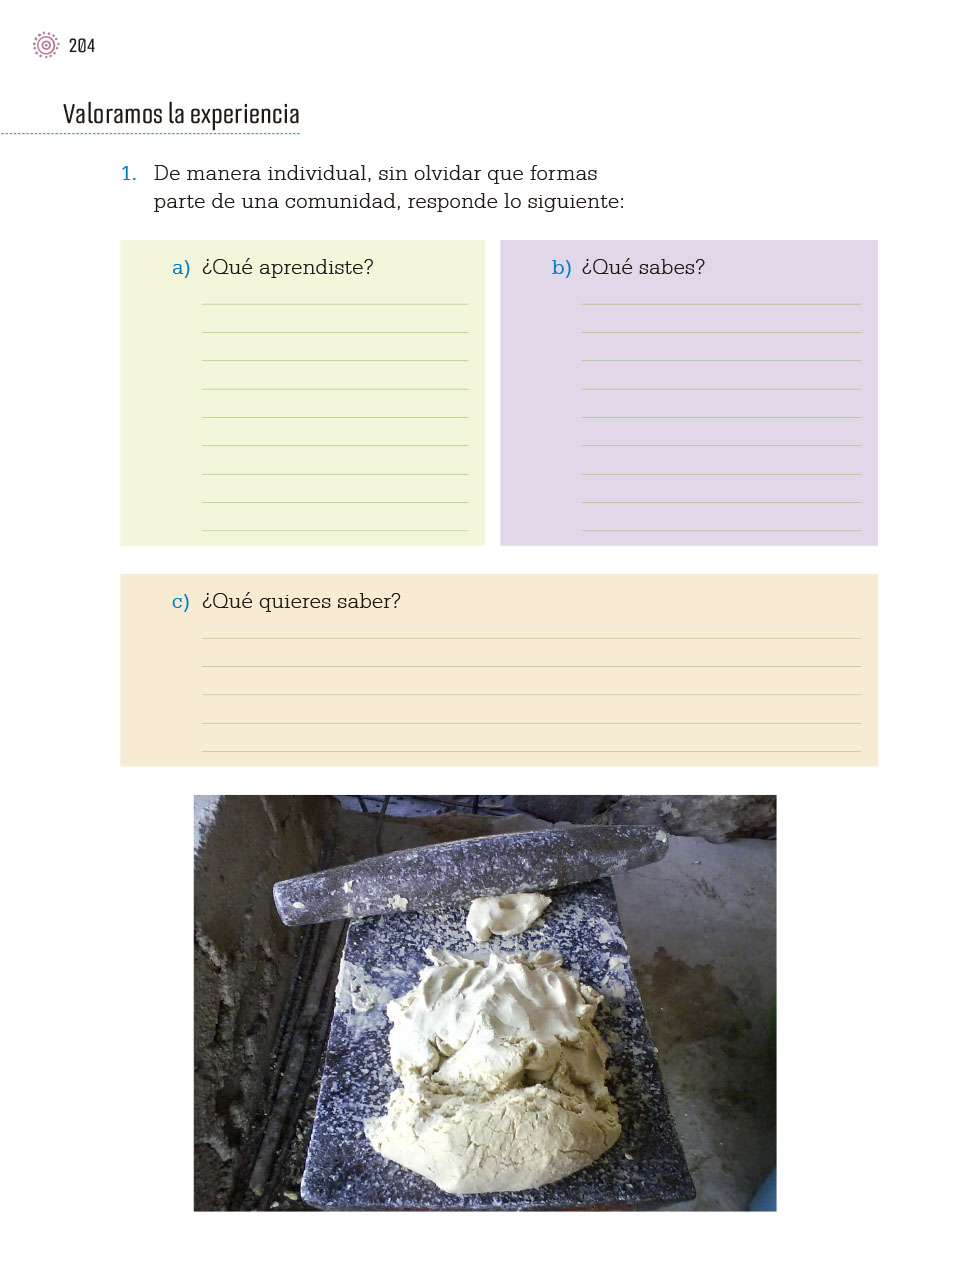 204
Valoramos la experiencia
1. De manera individual, sin olvidar que formas
parte de una comunidad, responde lo siguiente:
a) ¿Qué aprendiste?
b) ¿Qué sabes?
c) ¿Qué quieres saber?